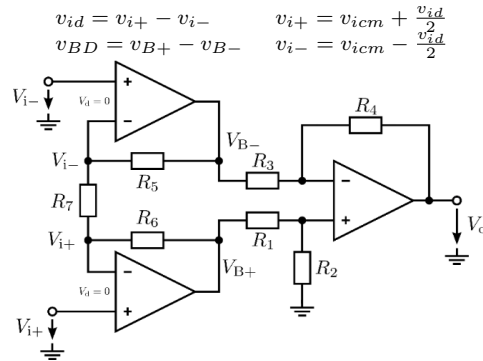 v_{id} = v_{i+} − v_{i−} v_{i+} = v_{icm} + \frac{v_{id}}{2}
v_{BD} = v_{B+} − v_{B−} v_{i−} = v_{icm} − \frac{v_{id}}{2}
+
V_{i−}
V_d = 0
−
V_{B−}
R_4
V_{i−}
R_5
R_3
−
R_7
R_6
R_1
+
V_{i+}
V_{B+}
R_2
V_o
−
V_d = 0
V_{i+}
+